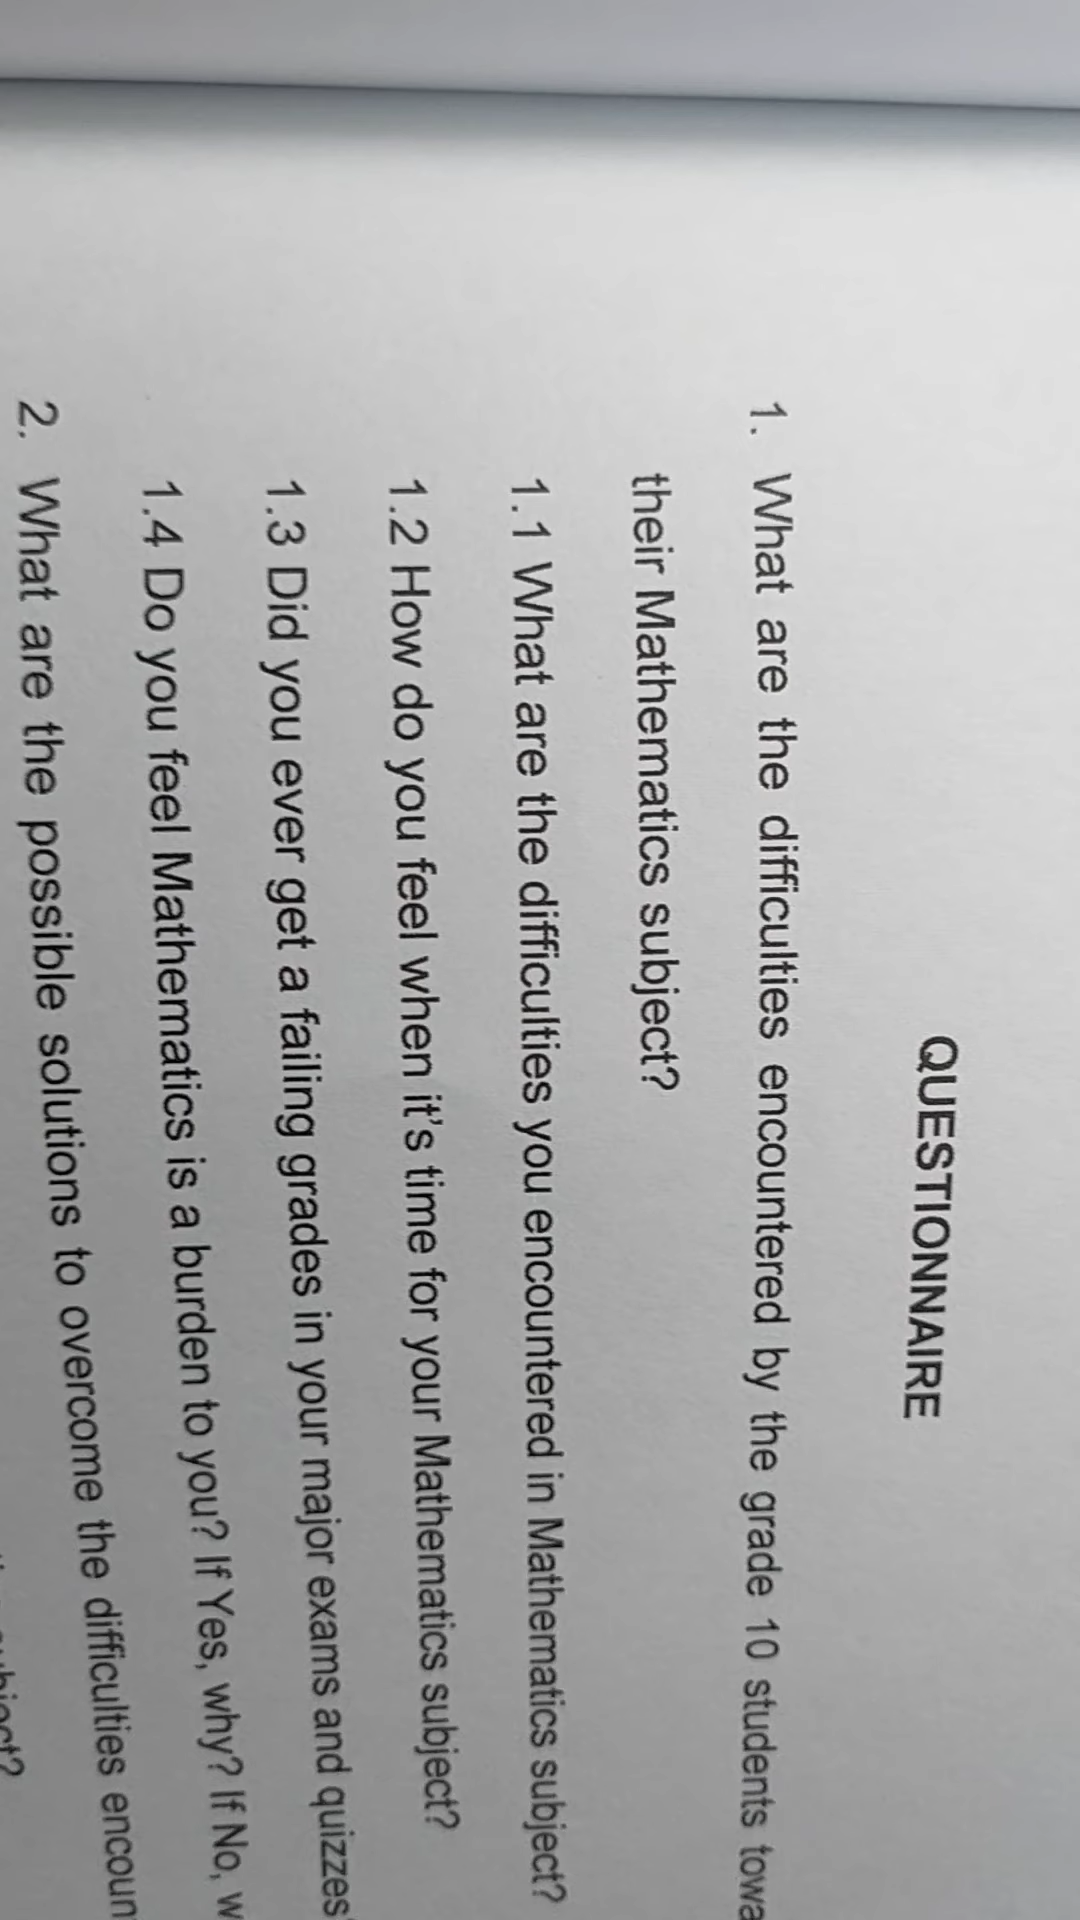 QUESTIONNAIRE
1. What are the difficulties encountered by the grade 10 students
their Mathematics subject?
1.1 What are the difficulties you encountered in Mathematics subject?
1.2 How do you feel when it's time for your Mathematics subject?
1.3 Did you ever get a failing grades in your major exams and quizzes
1.4 Do you feel Mathematics is a burden to you? If Yes, why? If No,
2. What are the possible solutions to overcome the difficulties